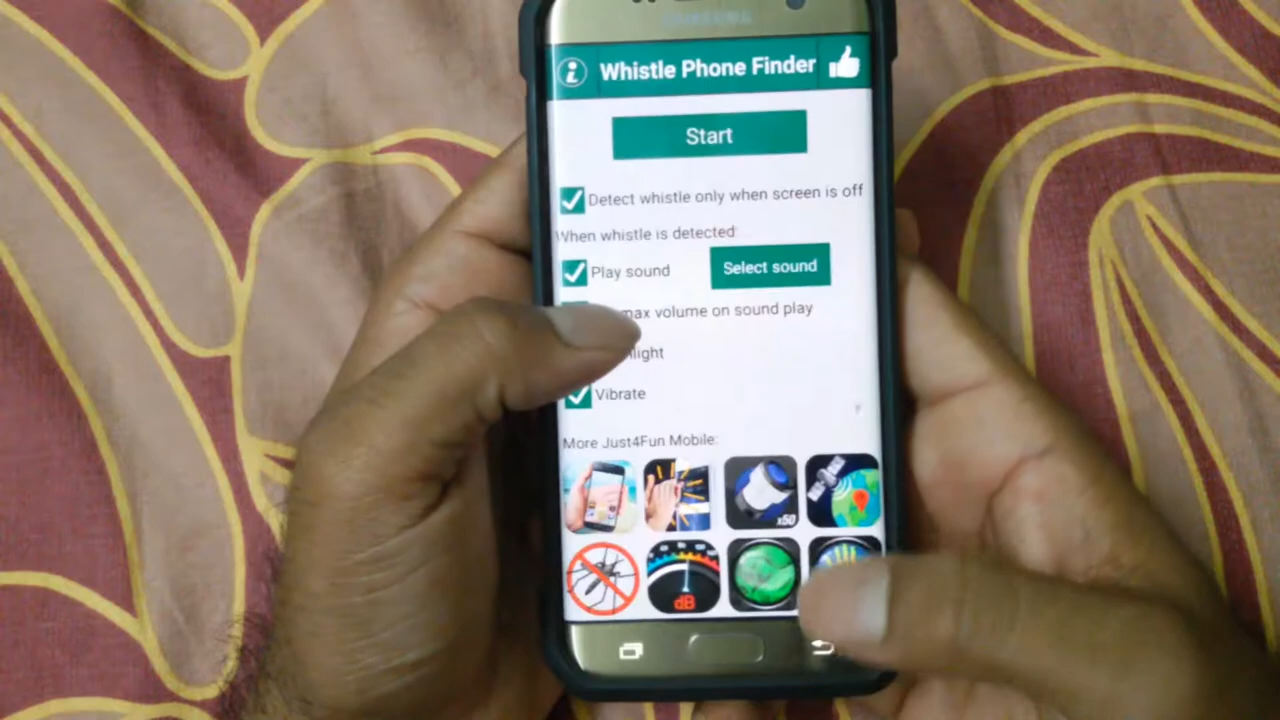 SAMSUNG
Whistle Phone Finder
Start
Detect whistle only when screen is off
When whistle is detected:
Play sound
Select sound
max volume on sound play
Vibrate
More Just4Fun Mobile:
x50
dB